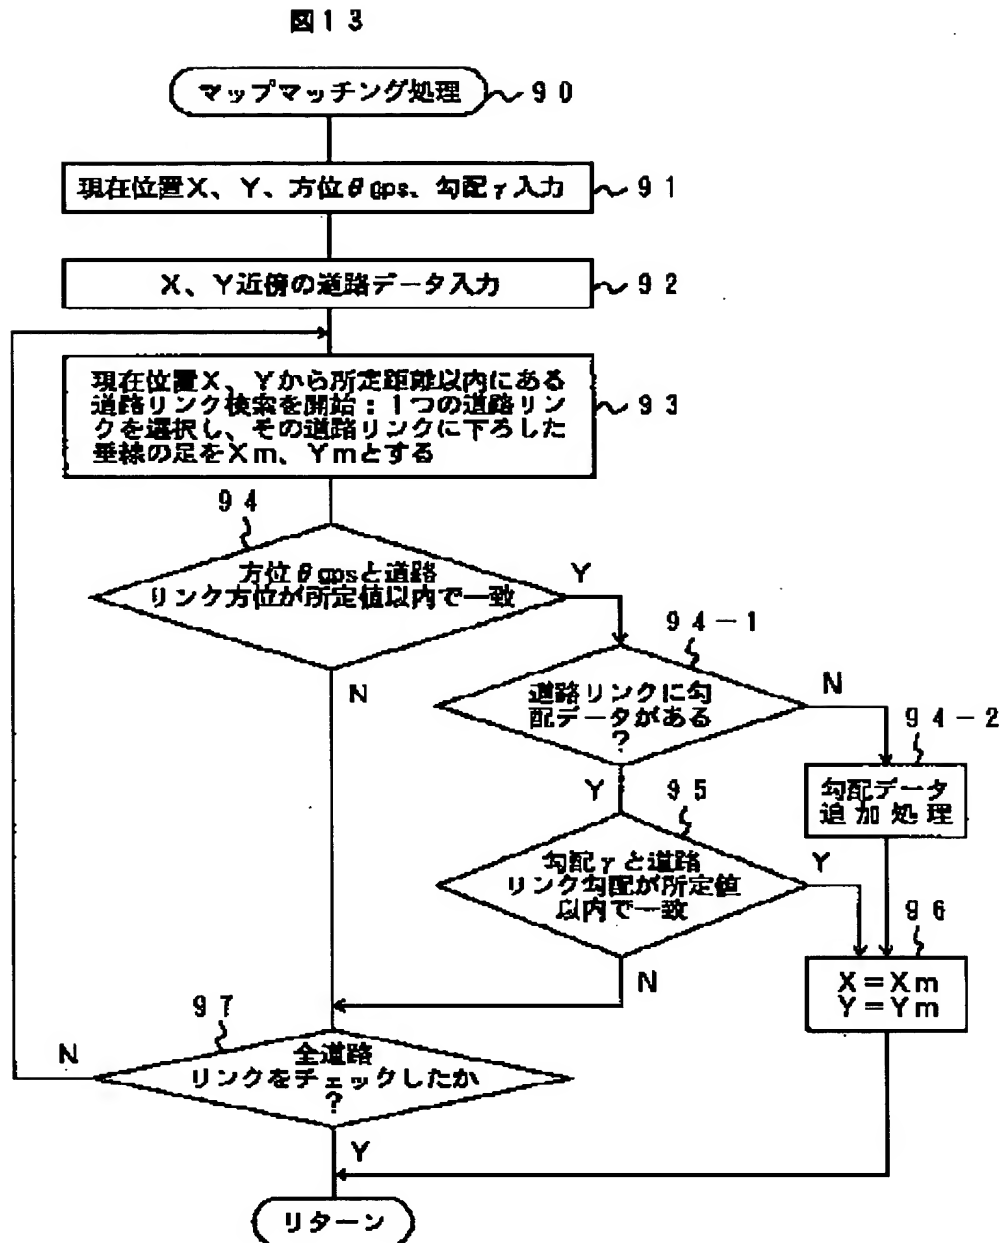 図13
マップマッチング処理
90
現在位置X、Y、方位θgps、勾配γ入力
91
X、Y近傍の道路データ入力
92
現在位置X、Yから所定距離以内にある
道路リンク検索を開始：1つの道路リン
クを選択し、その道路リンクに下ろした
垂線の足をXm、Ymとする
93
94
方位θgpsと道路
リンク方位が所定値以内で一致
Y
N
94-1
道路リンクに勾
配データがある
?
N
Y
94-2
勾配データ
追加処理
95
勾配γと道路
リンク勾配が所定値
以内で一致
Y
N
96
X=Xm
Y=Ym
97
全道路
リンクをチェックしたか
?
N
Y
リターン